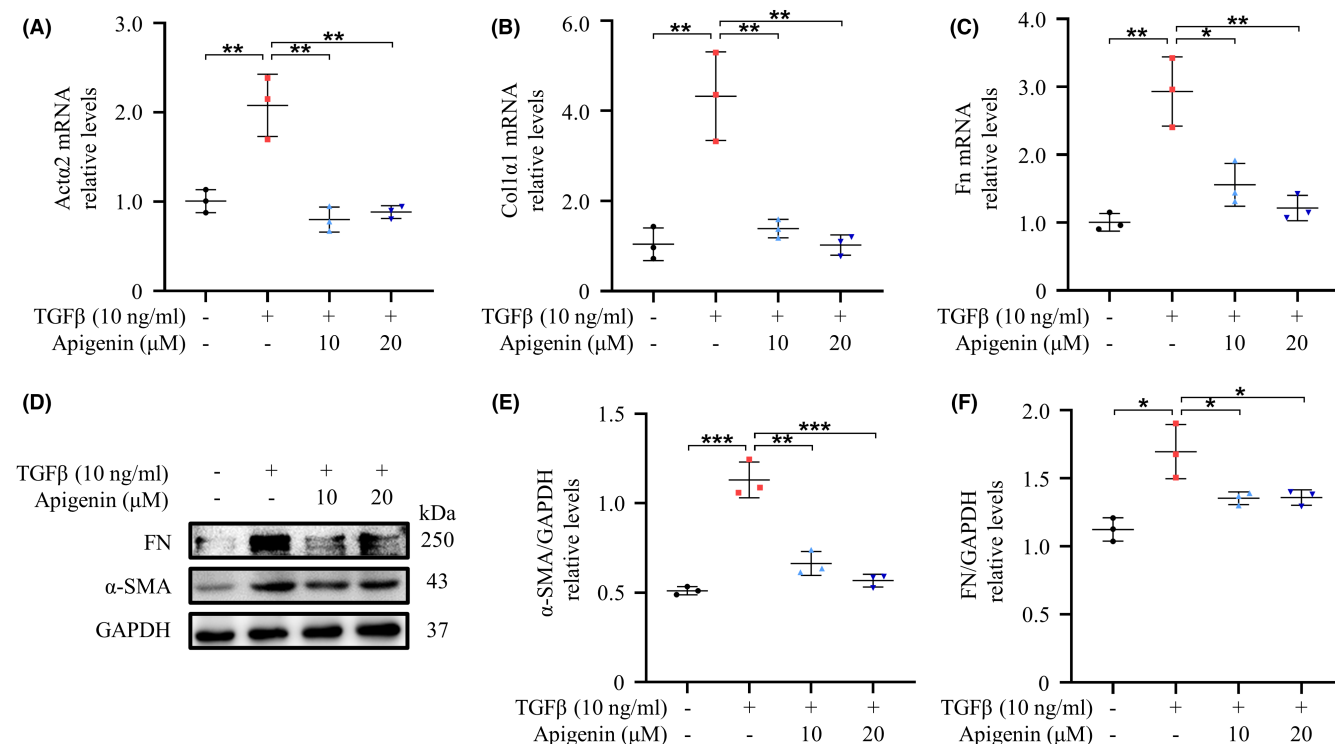 (A)
Actα2 mRNA
relative levels
3.0
2.0
1.0
0
** ** **
TGFβ (10 ng/ml) - + + +
Apigenin (μM) - - 10 20
(B)
Col1α1 mRNA
relative levels
6.0
4.0
2.0
0
** ** **
TGFβ (10 ng/ml) - + + +
Apigenin (μM) - - 10 20
(C)
Fn mRNA
relative levels
4.0
3.0
2.0
1.0
0
** * **
TGFβ (10 ng/ml) - + + +
Apigenin (μM) - - 10 20
(D)
TGFβ (10 ng/ml) - + + +
Apigenin (μM) - - 10 20
kDa
FN 250
α-SMA 43
GAPDH 37
(E)
α-SMA/GAPDH
relative levels
1.5
1.0
0.5
0
*** ** ***
TGFβ (10 ng/ml) - + + +
Apigenin (μM) - - 10 20
(F)
FN/GAPDH
relative levels
2.0
1.5
1.0
0.5
0
* * *
TGFβ (10 ng/ml) - + + +
Apigenin (μM) - - 10 20